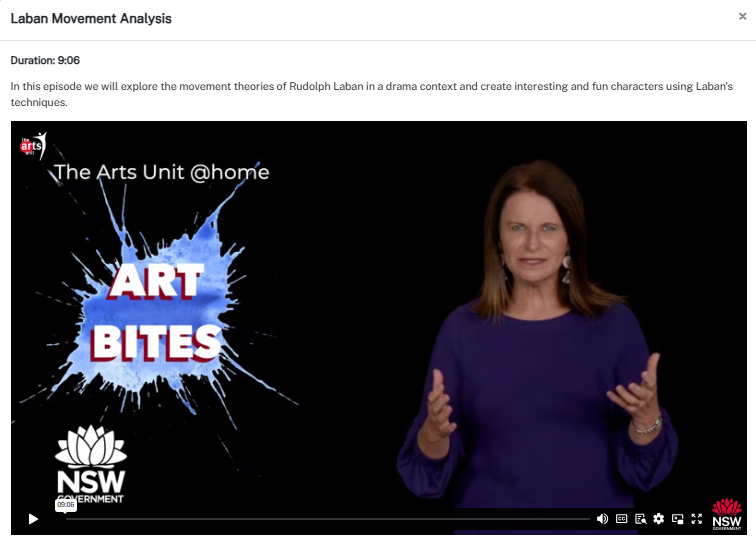 Laban Movement Analysis
×
Duration: 9:06
In this episode we will explore the movement theories of Rudolph Laban in a drama context and create interesting and fun characters using Laban's
techniques.
the
arts
unit
The Arts Unit @home
ART
BITES
NSW
GOVERNMENT
09:06
CC
NSW
GOVERNMENT